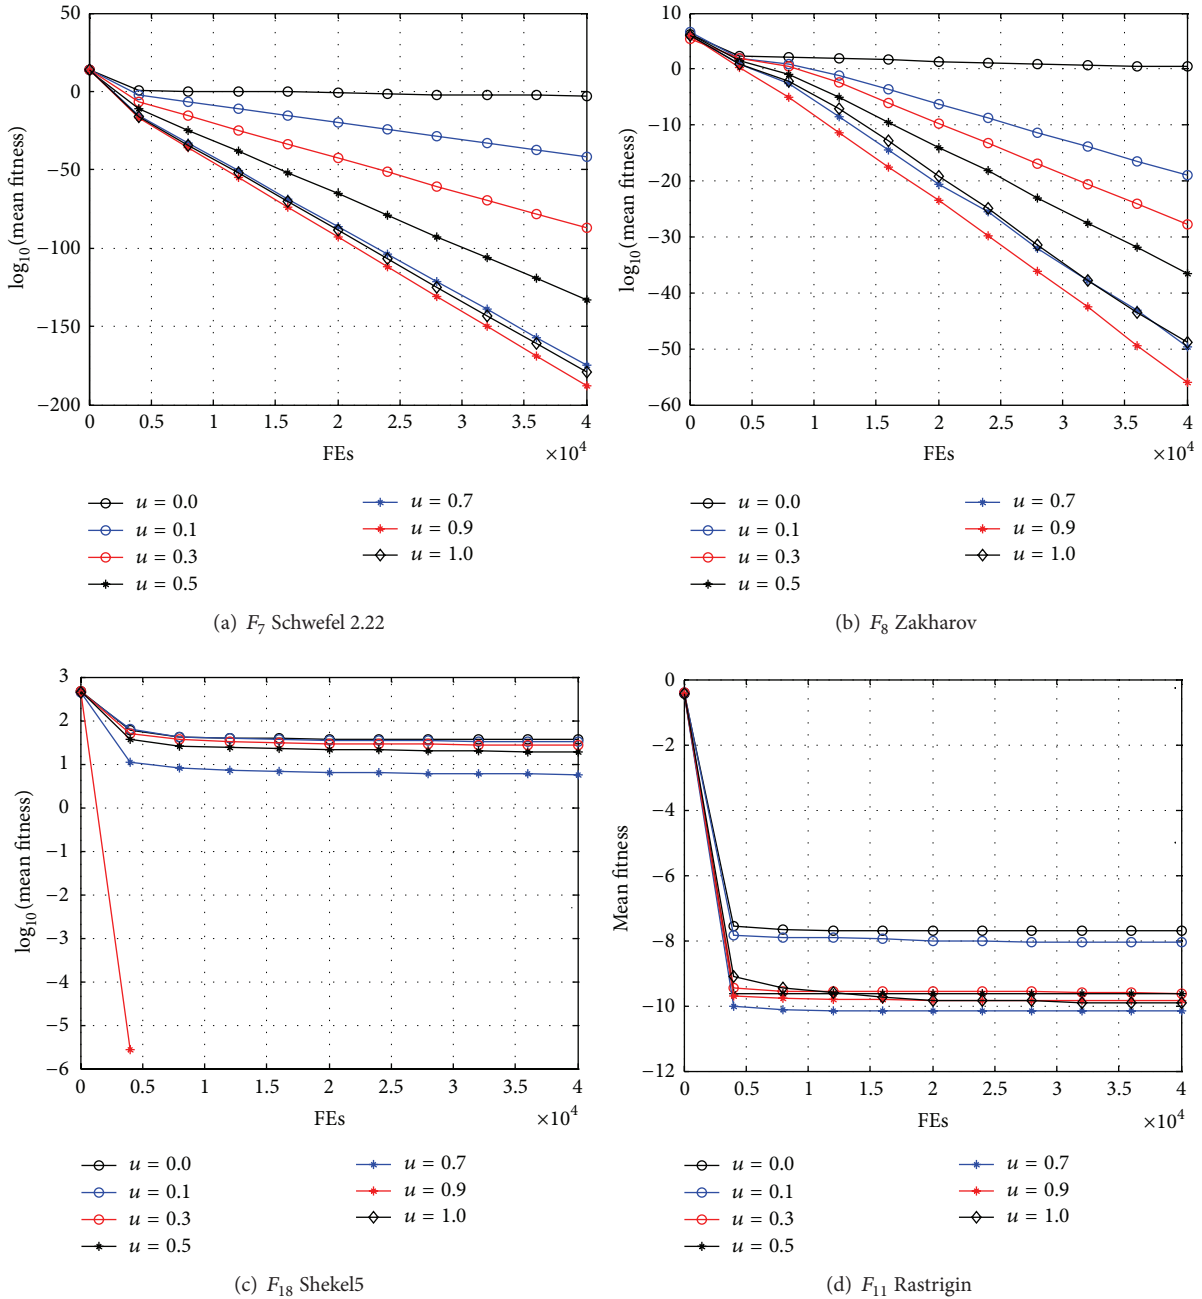 50
0
−50
−100
−150
−200
log10(mean fitness)
0 0.5 1 1.5 2 2.5 3 3.5 4
FEs ×10^4
u = 0.0
u = 0.1
u = 0.3
u = 0.5
u = 0.7
u = 0.9
u = 1.0
(a) F7 Schwefel 2.22
10
0
−10
−20
−30
−40
−50
−60
log10(mean fitness)
0 0.5 1 1.5 2 2.5 3 3.5 4
FEs ×10^4
u = 0.0
u = 0.1
u = 0.3
u = 0.5
u = 0.7
u = 0.9
u = 1.0
(b) F8 Zakharov
3
2
1
0
−1
−2
−3
−4
−5
−6
log10(mean fitness)
0 0.5 1 1.5 2 2.5 3 3.5 4
FEs ×10^4
u = 0.0
u = 0.1
u = 0.3
u = 0.5
u = 0.7
u = 0.9
u = 1.0
(c) F18 Shekel5
0
−2
−4
−6
−8
−10
−12
Mean fitness
0 0.5 1 1.5 2 2.5 3 3.5 4
FEs ×10^4
u = 0.0
u = 0.1
u = 0.3
u = 0.5
u = 0.7
u = 0.9
u = 1.0
(d) F11 Rastrigin